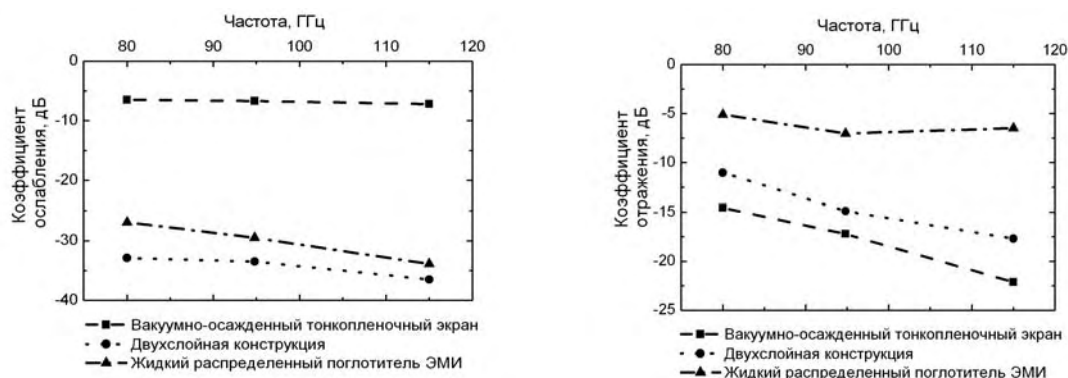 Частота, ГГц
80 90 100 110 120
0
-10
-20
-30
-40
Коэффициент
ослабления, дБ
Вакуумно-осажденный тонкопленочный экран
Двухслойная конструкция
Жидкий распределенный поглотитель ЭМИ
Частота, ГГц
80 90 100 110 120
0
-5
-10
-15
-20
-25
Коэффициент
отражения, дБ
Вакуумно-осажденный тонкопленочный экран
Двухслойная конструкция
Жидкий распределенный поглотитель ЭМИ